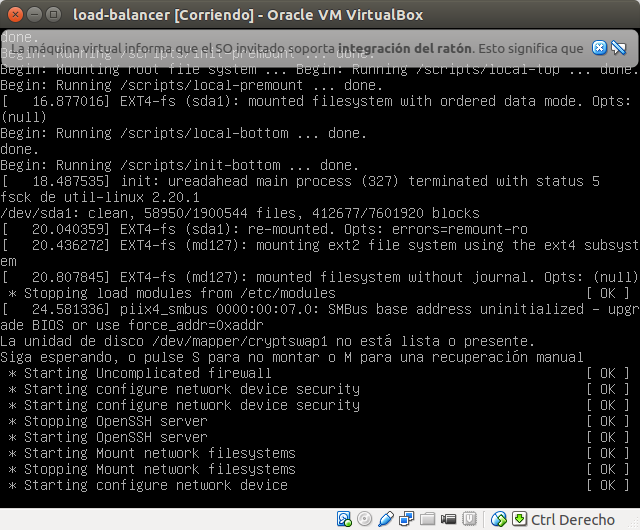 load-balancer [Corriendo] - Oracle VM VirtualBox
done.
La máquina virtual informa que el SO invitado soporta integración del ratón. Esto significa que
Begin: Running /scripts/init-premount ... done.
Begin: Mounting root file system ... Begin: Running /scripts/local-top ... done.
Begin: Running /scripts/local-premount ... done.
[   16.877016] EXT4-fs (sda1): mounted filesystem with ordered data mode. Opts:
(null)
Begin: Running /scripts/local-bottom ... done.
done.
Begin: Running /scripts/init-bottom ... done.
[   18.487535] init: ureadahead main process (327) terminated with status 5
fsck de util-linux 2.20.1
/dev/sda1: clean, 58950/1900544 files, 412677/7601920 blocks
[   20.040359] EXT4-fs (sda1): re-mounted. Opts: errors=remount-ro
[   20.436272] EXT4-fs (md127): mounting ext2 file system using the ext4 subsyst
em
[   20.807845] EXT4-fs (md127): mounted filesystem without journal. Opts: (null)
 * Stopping load modules from /etc/modules [ OK ]
[   24.581336] piix4_smbus 0000:00:07.0: SMBus base address uninitialized - upgr
ade BIOS or use force_addr=0xaddr
La unidad de disco /dev/mapper/cryptswap1 no está lista o presente.
Siga esperando, o pulse S para no montar o M para una recuperación manual
 * Starting Uncomplicated firewall [ OK ]
 * Starting configure network device security [ OK ]
 * Starting configure network device security [ OK ]
 * Stopping OpenSSH server [ OK ]
 * Starting OpenSSH server [ OK ]
 * Starting Mount network filesystems [ OK ]
 * Stopping Mount network filesystems [ OK ]
 * Starting configure network device [ OK ]
Ctrl Derecho